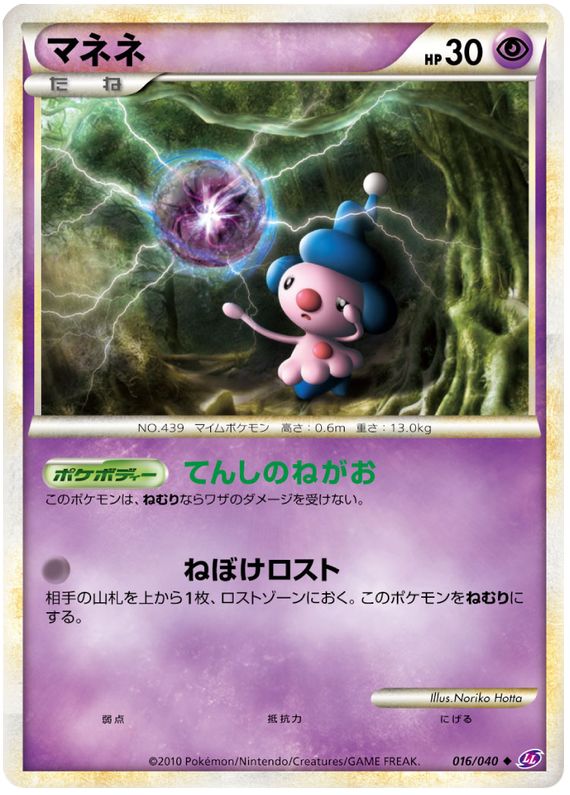 マネネ HP30
たね
NO.439 マイムポケモン 高さ：0.6m 重さ：13.0kg
ポケボディー てんしのねがお
このポケモンは、ねむりならワザのダメージを受けない。
ねぼけロスト
相手の山札を上から1枚、ロストゾーンにおく。このポケモンをねむりに
する。
Illus.Noriko Hotta
弱点 抵抗力 にげる
©2010 Pokémon/Nintendo/Creatures/GAME FREAK. 016/040 ◆ LL